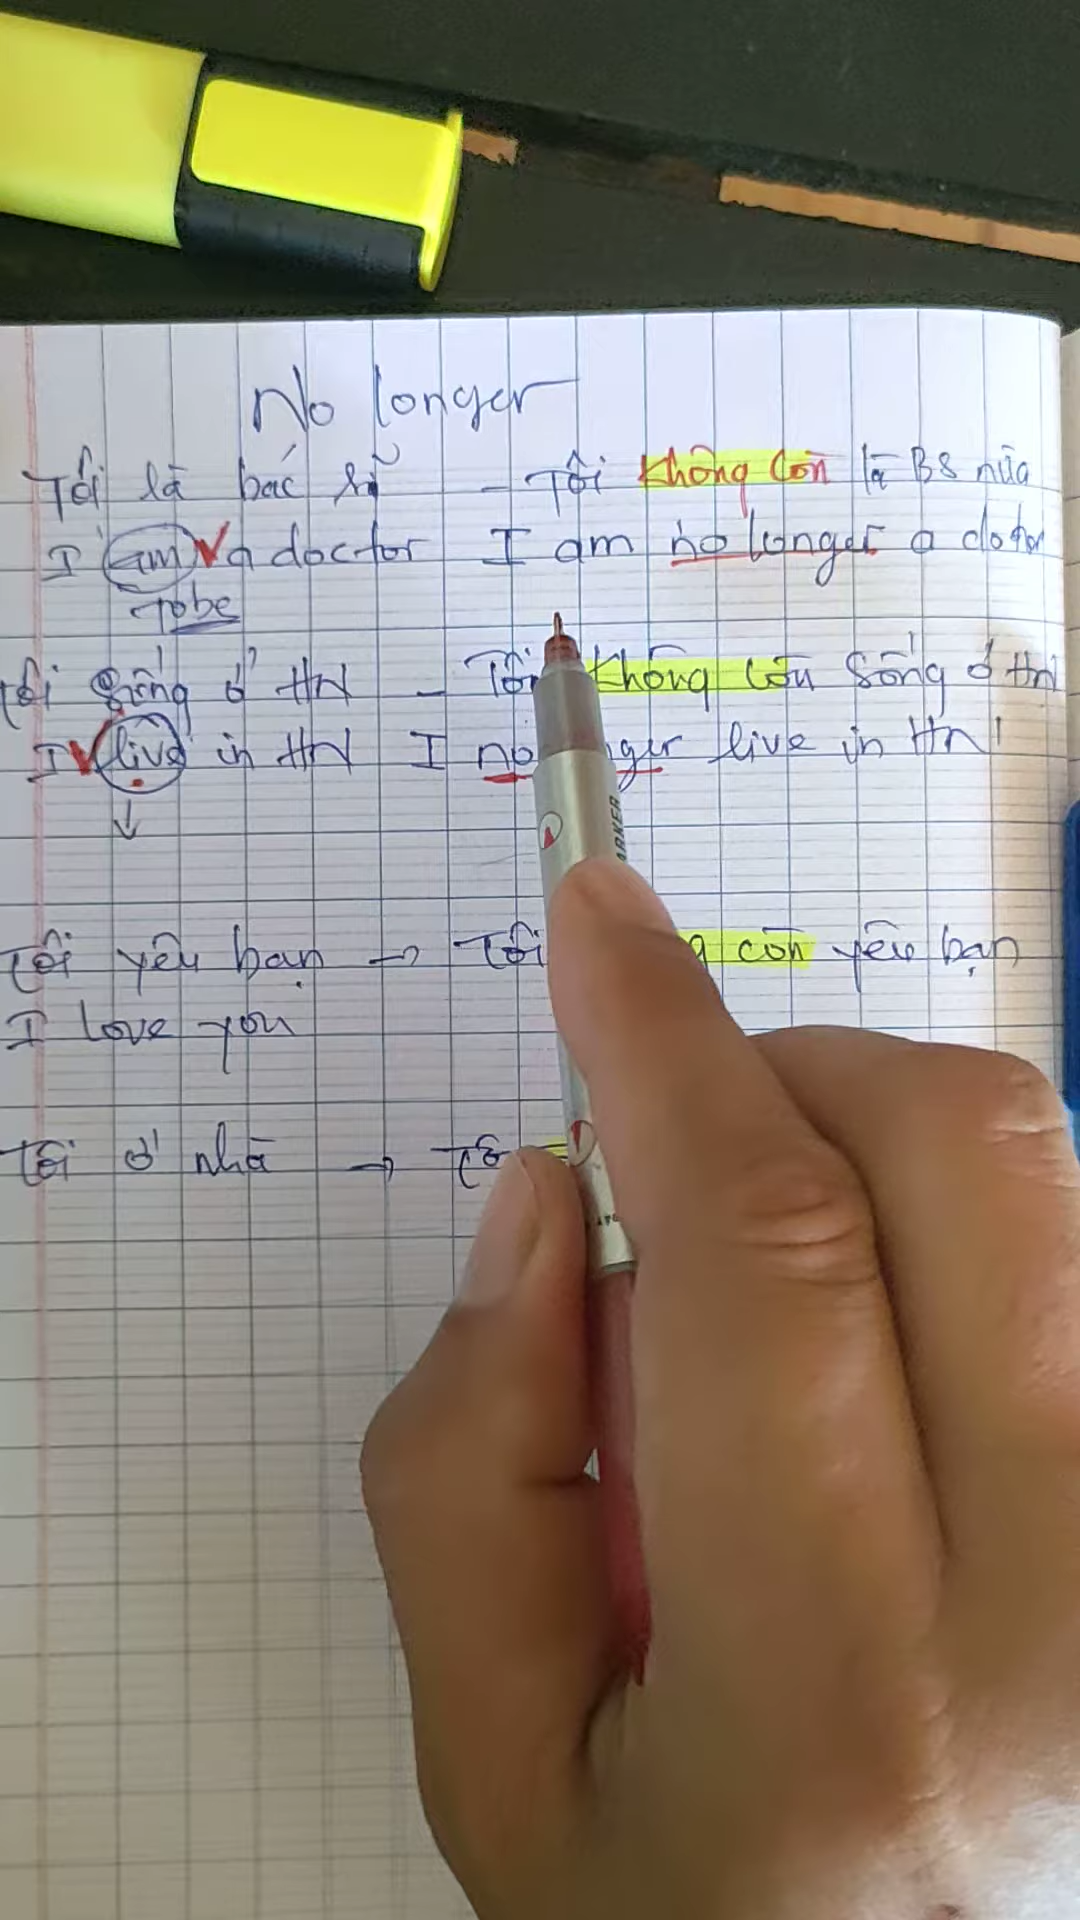 No longer
Tôi là bác sĩ - Tôi không còn là BS nữa
I am V a doctor I am no longer a doctor
Tobe
Tôi sống ở HN - Tôi không còn sống ở HN
I V live in HN I no nger live in HN
Tôi yêu bạn → Tôi g còn yêu bạn
I love you
Tôi ở nhà → Tô
ARKER